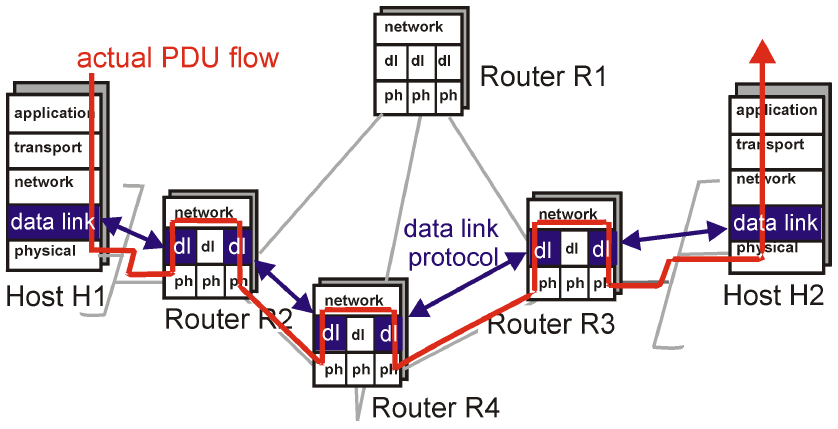 actual PDU flow
network
dl dl dl
ph ph ph
Router R1
application
transport
network
data link
physical
Host H1
network
dl dl dl
ph ph ph
Router R2
data link
protocol
network
dl dl dl
ph ph ph
Router R4
network
dl dl dl
ph ph ph
Router R3
application
transport
network
data link
physical
Host H2